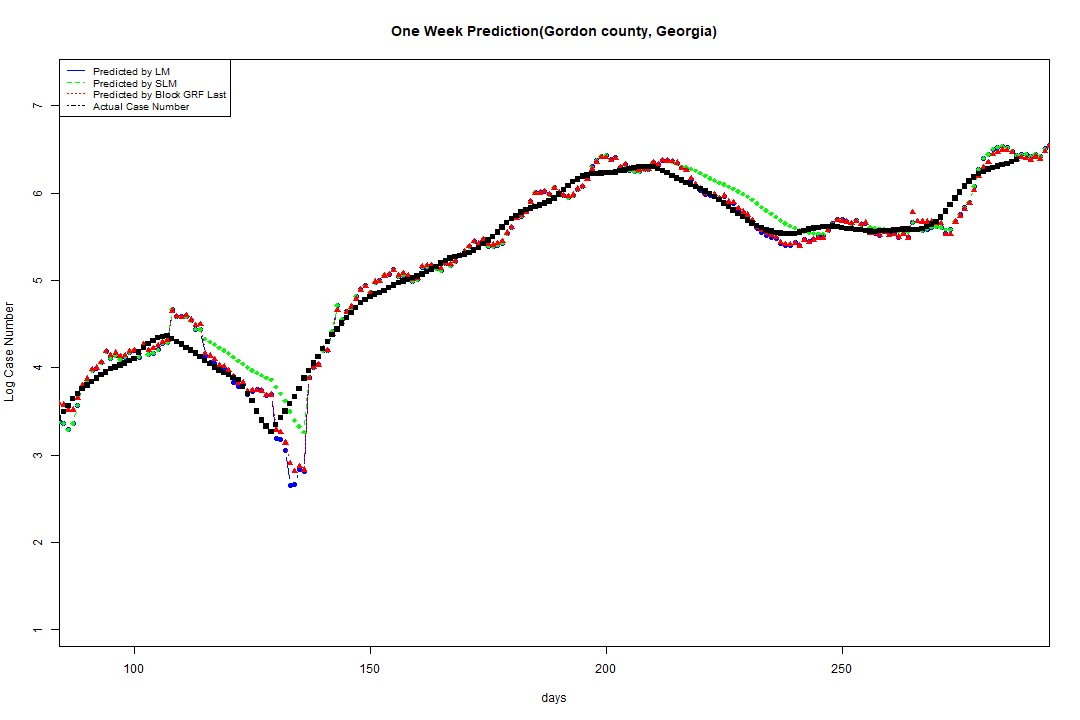 One Week Prediction(Gordon county, Georgia)
Predicted by LM
Predicted by SLM
Predicted by Block GRF Last
Actual Case Number
7
6
5
4
3
2
1
Log Case Number
100 150 200 250
days